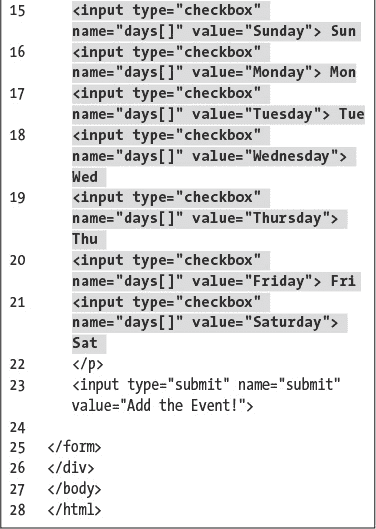 15 <input type="checkbox"
name="days[]" value="Sunday"> Sun
16 <input type="checkbox"
name="days[]" value="Monday"> Mon
17 <input type="checkbox"
name="days[]" value="Tuesday"> Tue
18 <input type="checkbox"
name="days[]" value="Wednesday">
Wed
19 <input type="checkbox"
name="days[]" value="Thursday">
Thu
20 <input type="checkbox"
name="days[]" value="Friday"> Fri
21 <input type="checkbox"
name="days[]" value="Saturday">
Sat
22 </p>
23 <input type="submit" name="submit"
value="Add the Event!">
24
25 </form>
26 </div>
27 </body>
28 </html>